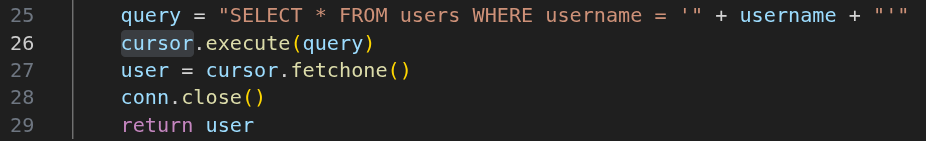 25 query = "SELECT * FROM users WHERE username = '" + username + "'"
26 cursor.execute(query)
27 user = cursor.fetchone()
28 conn.close()
29 return user